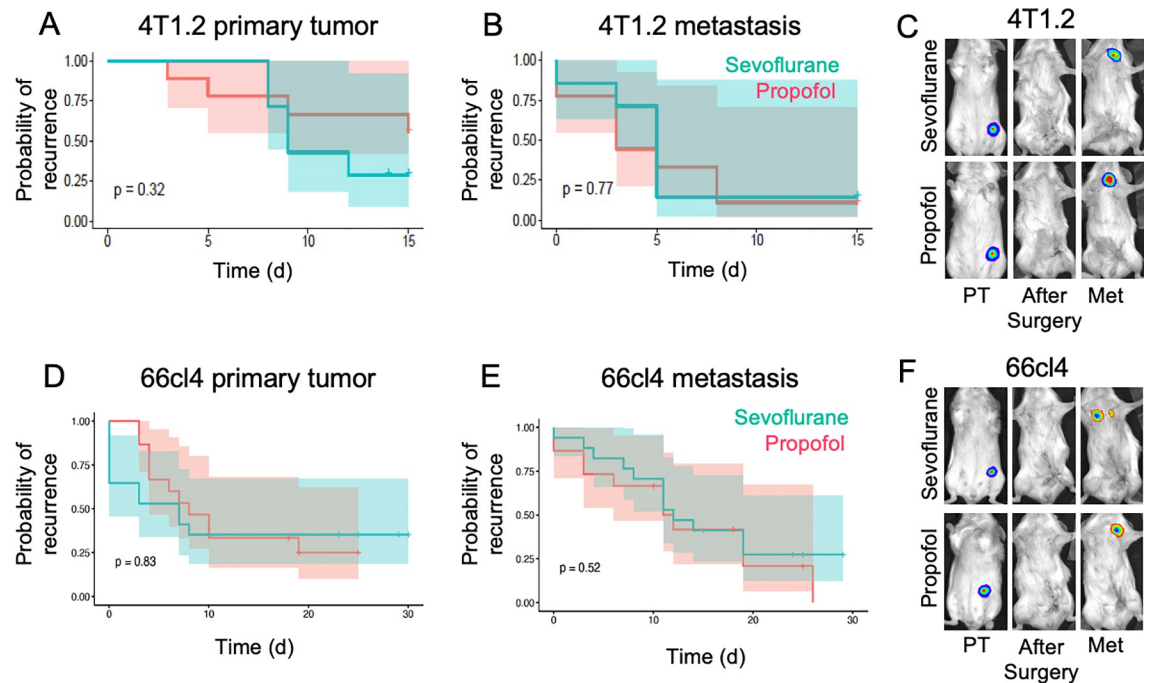 A
4T1.2 primary tumor
Probability of
recurrence
1.00
0.75
0.50
0.25
0.00
p = 0.32
0
5
10
15
Time (d)
B
4T1.2 metastasis
Sevoflurane
Propofol
Probability of
recurrence
1.00
0.75
0.50
0.25
0.00
p = 0.77
0
5
10
15
Time (d)
C
4T1.2
Sevoflurane
Propofol
PT
After
Surgery
Met
D
66cl4 primary tumor
Probability of
recurrence
1.00
0.75
0.50
0.25
0.00
p = 0.83
0
10
20
30
Time (d)
E
66cl4 metastasis
Sevoflurane
Propofol
Probability of
recurrence
1.00
0.75
0.50
0.25
0.00
p = 0.52
0
10
20
30
Time (d)
F
66cl4
Sevoflurane
Propofol
PT
After
Surgery
Met